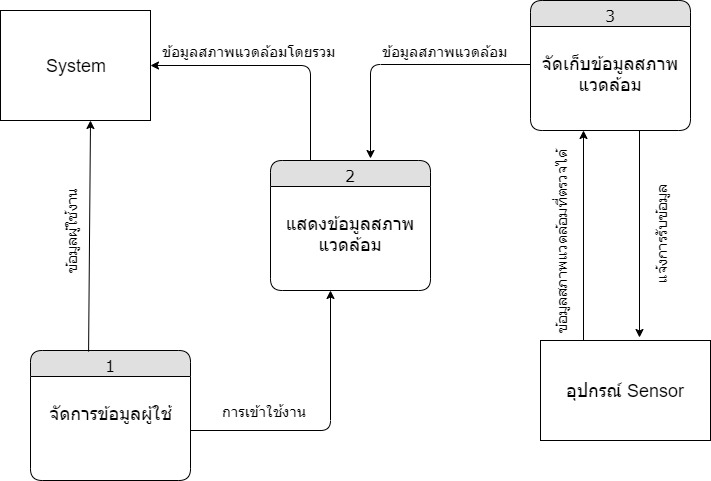 3
ข้อมูลสภาพแวดล้อมโดยรวม
ข้อมูลสภาพแวดล้อม
System
จัดเก็บข้อมูลสภาพ
แวดล้อม
2
แสดงข้อมูลสภาพ
แวดล้อม
ข้อมูลผู้ใช้งาน
ข้อมูลสภาพแวดล้อมที่ตรวจได้
แจ้งการรับข้อมูล
1
จัดการข้อมูลผู้ใช้
การเข้าใช้งาน
อุปกรณ์ Sensor